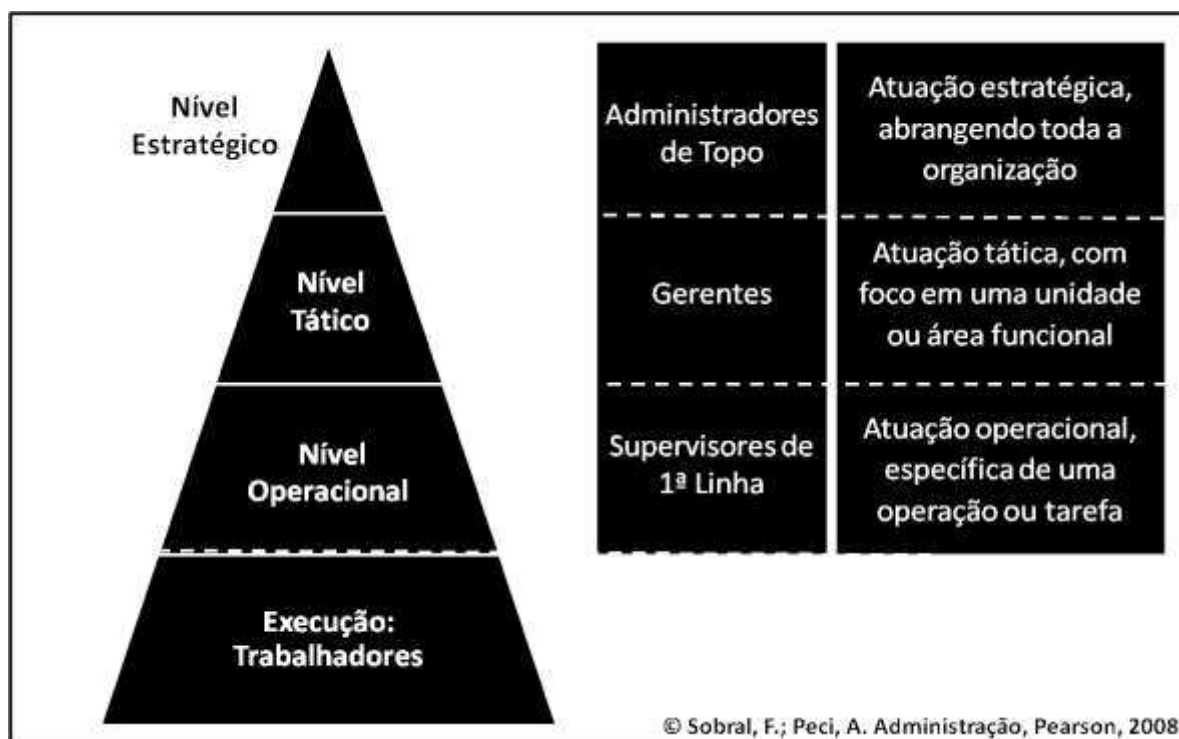 Nível
Estratégico
Nível
Tático
Nível
Operacional
Execução:
Trabalhadores
Administradores
de Topo
Atuação estratégica,
abrangendo toda a
organização
Gerentes
Atuação tática, com
foco em uma unidade
ou área funcional
Supervisores de
1ª Linha
Atuação operacional,
específica de uma
operação ou tarefa
© Sobral, F.; Peci, A. Administração, Pearson, 2008